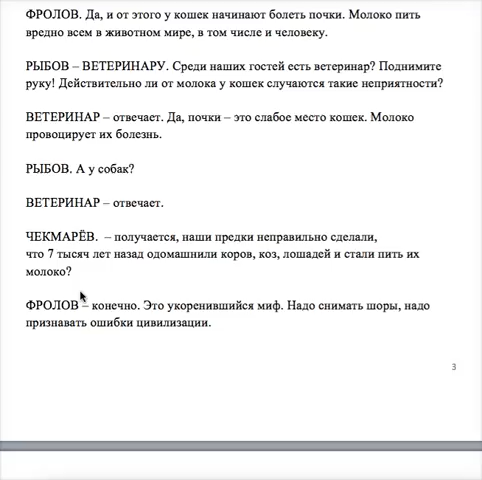 ФРОЛОВ. Да, и от этого у кошек начинают болеть почки. Молоко пить
вредно всем в животном мире, в том числе и человеку.
РЫБОВ – ВЕТЕРИНАРУ. Среди наших гостей есть ветеринар? Поднимите
руку! Действительно ли от молока у кошек случаются такие неприятности?
ВЕТЕРИНАР – отвечает. Да, почки – это слабое место кошек. Молоко
провоцирует их болезнь.
РЫБОВ. А у собак?
ВЕТЕРИНАР – отвечает.
ЧЕКМАРЁВ. – получается, наши предки неправильно сделали,
что 7 тысяч лет назад одомашнили коров, коз, лошадей и стали пить их
молоко?
ФРОЛОВ – конечно. Это укоренившийся миф. Надо снимать шоры, надо
признавать ошибки цивилизации.
3